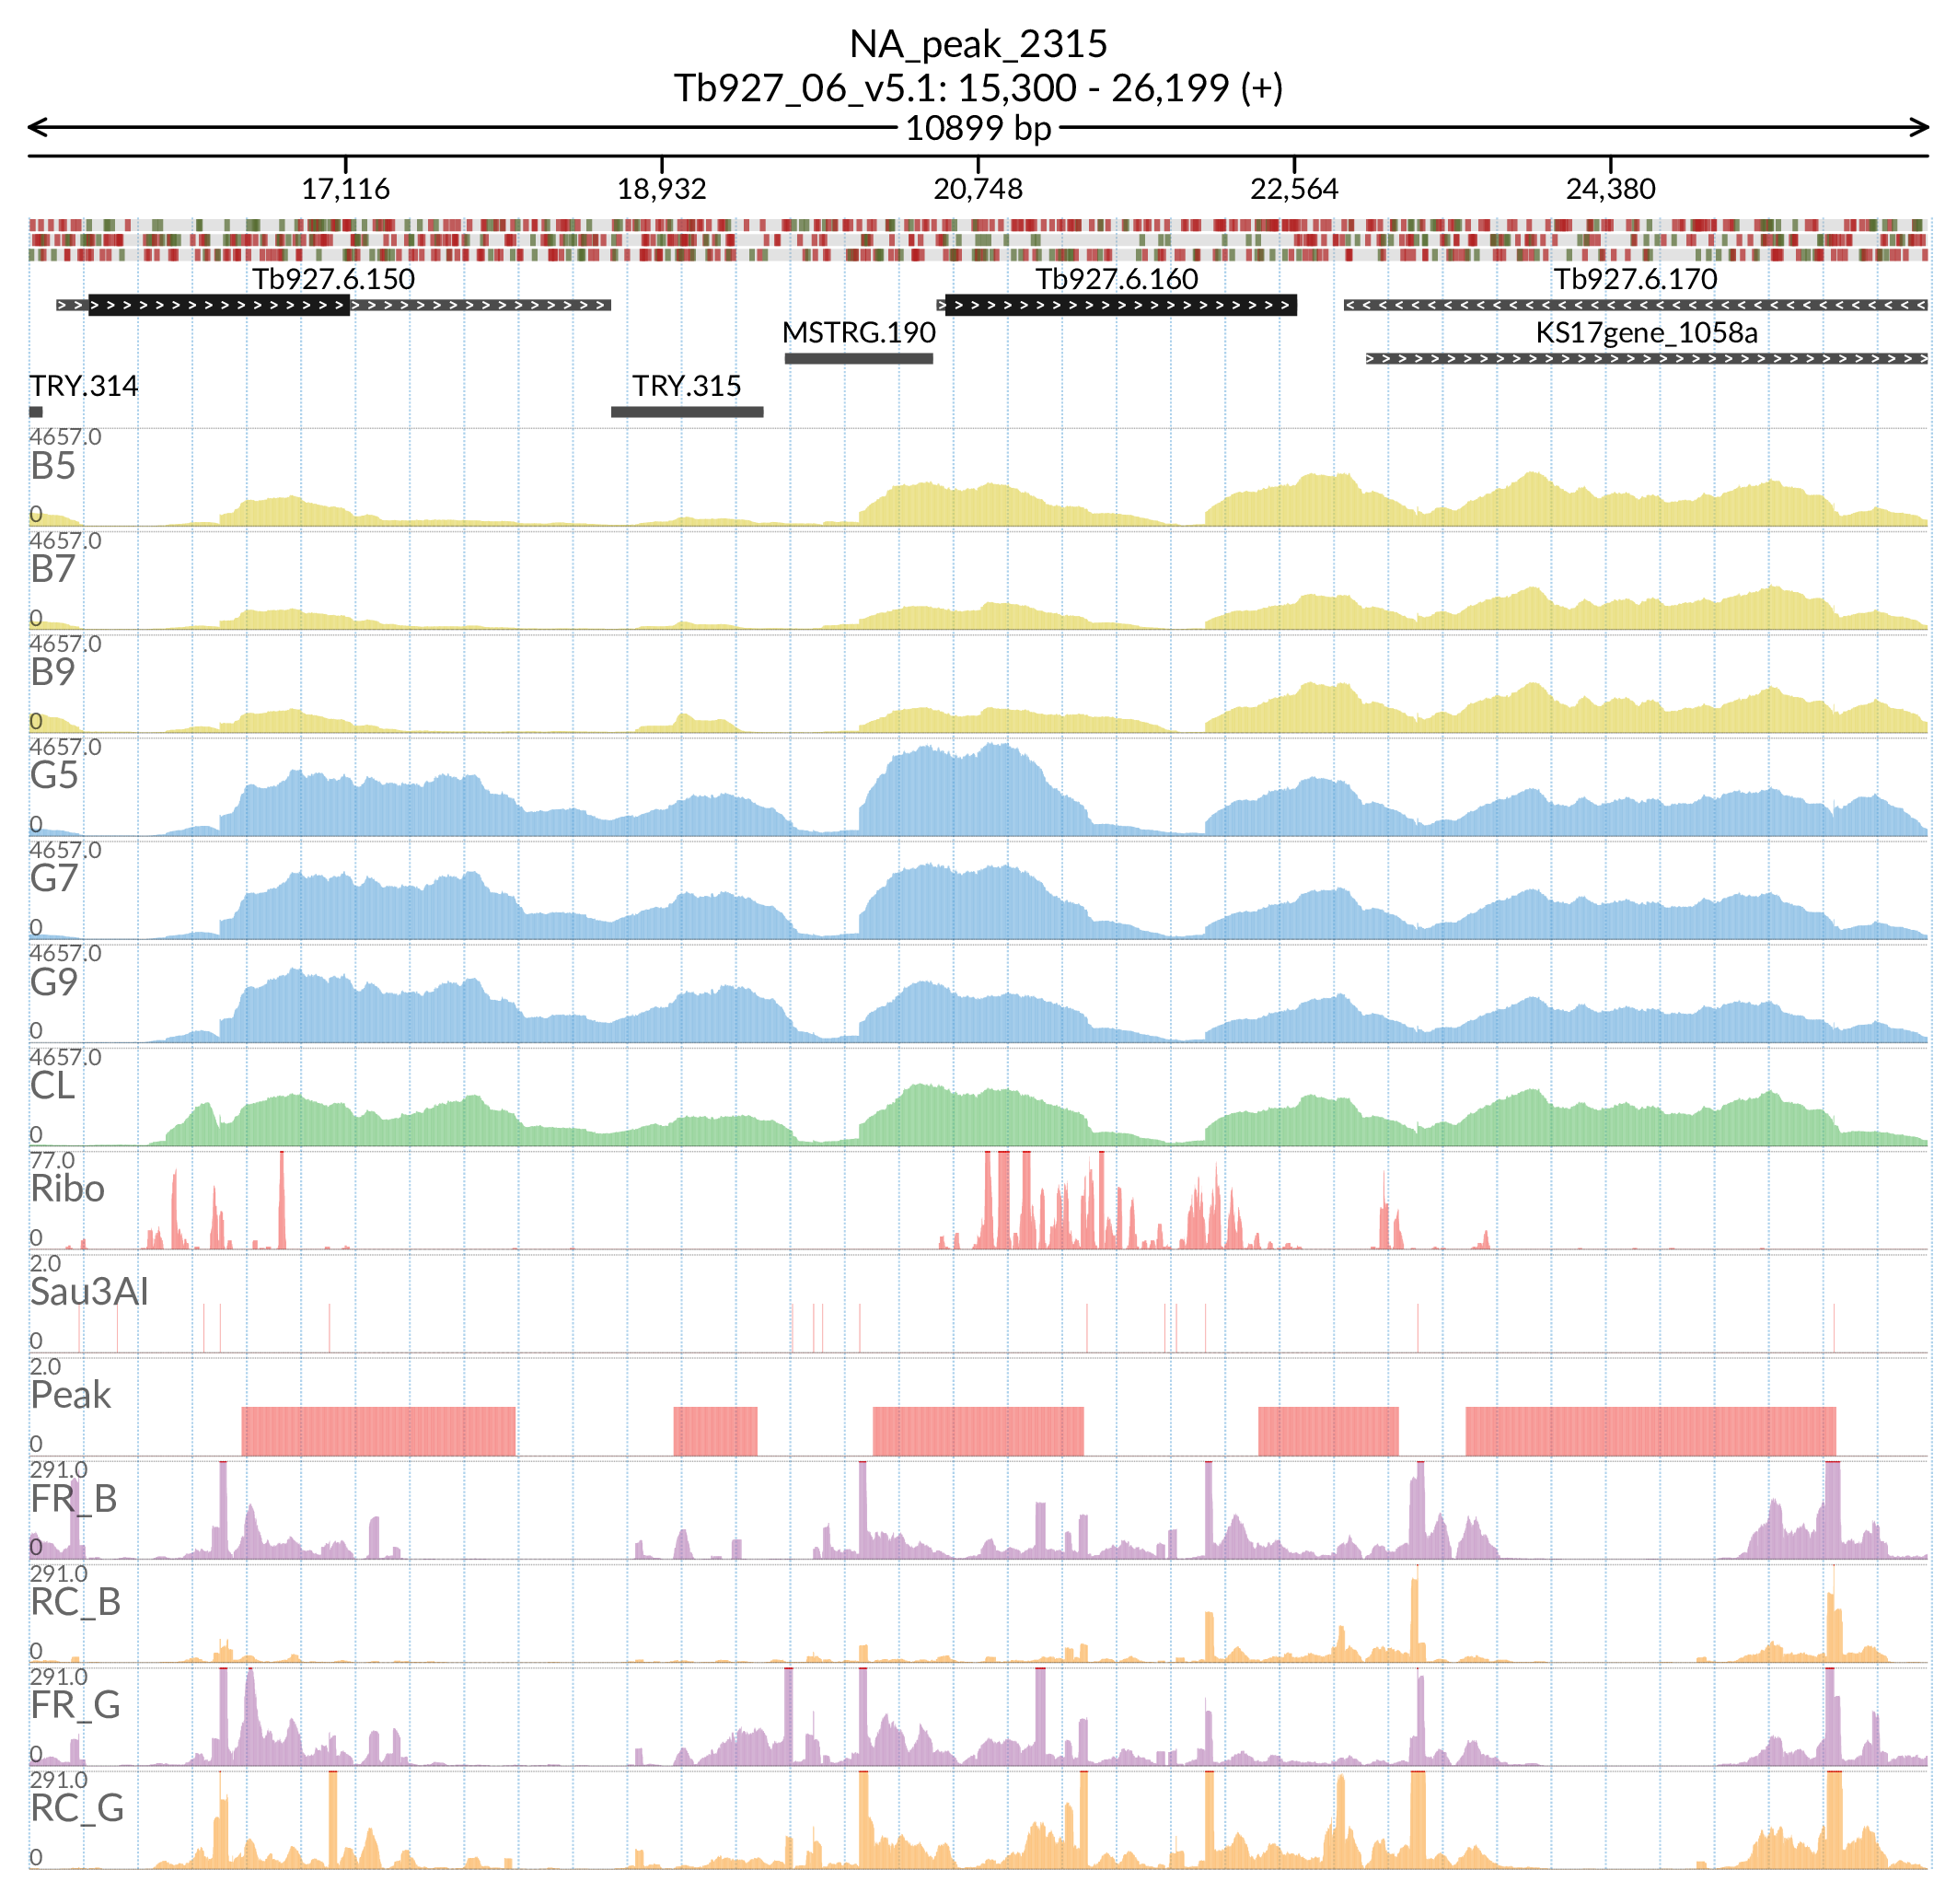 NA_peak_2315
Tb927_06_v5.1: 15,300 - 26,199 (+)
10899 bp
17,116 18,932 20,748 22,564 24,380
Tb927.6.150 Tb927.6.160 Tb927.6.170
MSTRG.190 KS17gene_1058a
TRY.314 TRY.315
4657.0
B5
0
4657.0
B7
0
4657.0
B9
0
4657.0
G5
0
4657.0
G7
0
4657.0
G9
0
4657.0
CL
0
77.0
Ribo
0
2.0
Sau3AI
0
2.0
Peak
0
291.0
FR_B
0
291.0
RC_B
0
291.0
FR_G
0
291.0
RC_G
0